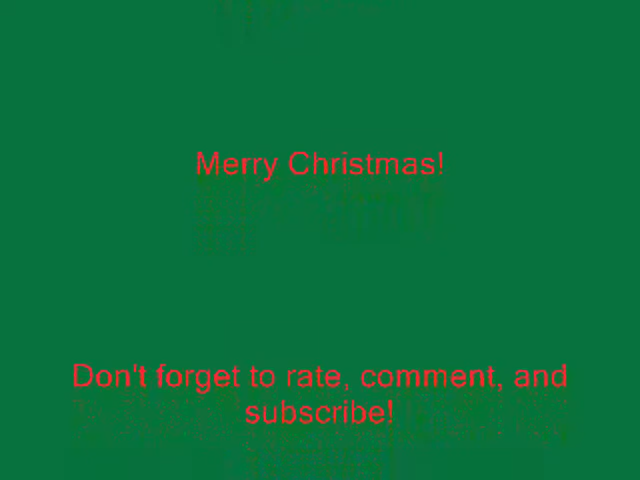 Merry Christmas!
Don't forget to rate, comment, and
subscribe!